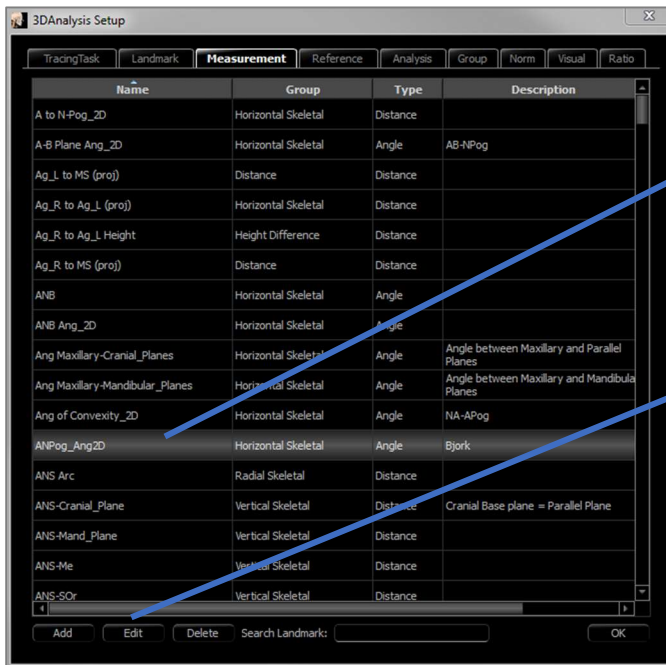 3DAnalysis Setup
TracingTask Landmark Measurement Reference Analysis Group Norm Visual Ratio
Name Group Type Description
A to N-Pog_2D Horizontal Skeletal Distance
A-B Plane Ang_2D Horizontal Skeletal Angle AB-NPog
Ag_L to MS (proj) Distance Distance
Ag_R to Ag_L (proj) Horizontal Skeletal Distance
Ag_R to Ag_L Height Height Difference Distance
Ag_R to MS (proj) Distance Distance
ANB Horizontal Skeletal Angle
ANB Ang_2D Horizontal Skeletal Angle
Ang Maxillary-Cranial_Planes Horizontal Skeletal Angle Angle between Maxillary and Parallel
Planes
Ang Maxillary-Mandibular_Planes Horizontal Skeletal Angle Angle between Maxillary and Mandibula
Planes
Ang of Convexity_2D Horizontal Skeletal Angle NA-APog
ANPog_Ang2D Horizontal Skeletal Angle Bjork
ANS Arc Radial Skeletal Distance
ANS-Cranial_Plane Vertical Skeletal Distance Cranial Base plane = Parallel Plane
ANS-Mand_Plane Vertical Skeletal Distance
ANS-Me Vertical Skeletal Distance
ANS-SOr Vertical Skeletal Distance
Add Edit Delete Search Landmark: OK